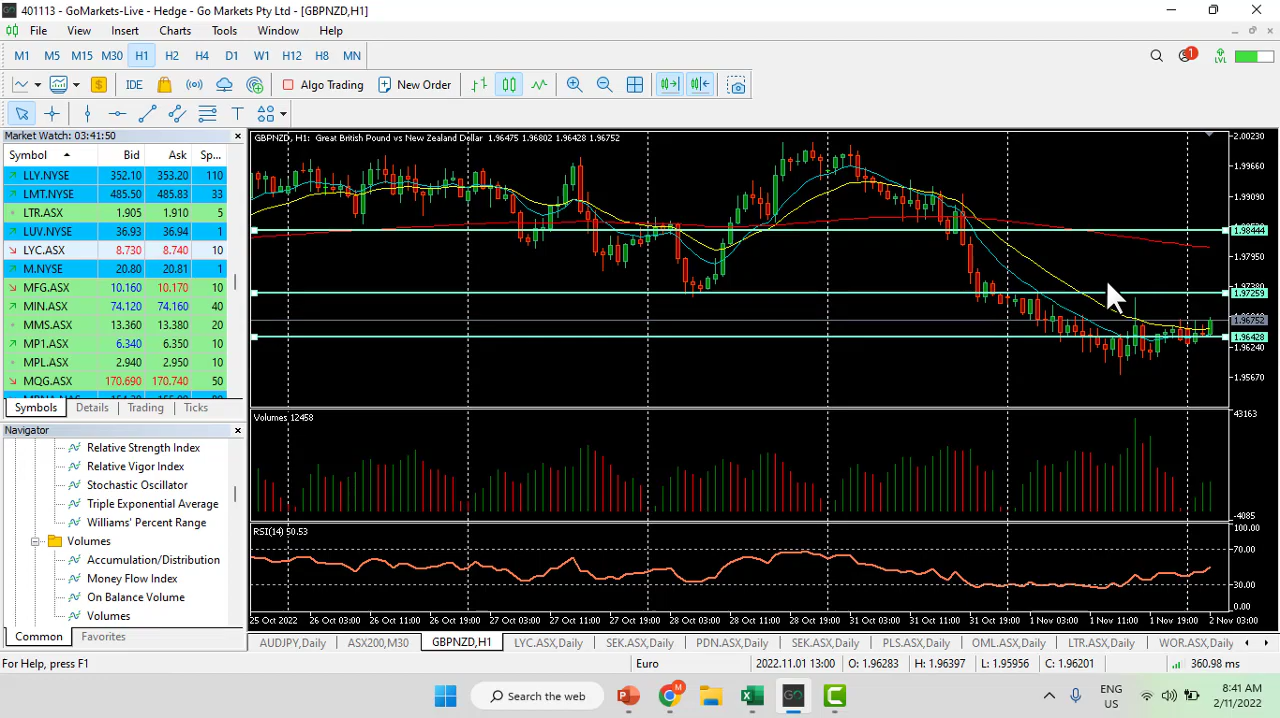 401113 - GoMarkets-Live - Hedge - Go Markets Pty Ltd - [GBPNZD,H1]
File View Insert Charts Tools Window Help
M1 M5 M15 M30 H1 H2 H4 D1 W1 H12 H8 MN
1
LVL
IDE Algo Trading New Order
Market Watch: 03:41:50
Symbol Bid Ask Sp...
LLY.NYSE 352.10 353.20 110
LMT.NYSE 485.50 485.83 33
LTR.ASX 1.905 1.910 5
LUV.NYSE 36.93 36.94 1
LYC.ASX 8.730 8.740 10
M.NYSE 20.80 20.81 1
MFG.ASX 10.160 10.170 10
MIN.ASX 74.120 74.160 40
MMS.ASX 13.360 13.380 20
MP1.ASX 6.340 6.350 10
MPL.ASX 2.940 2.950 10
MQG.ASX 170.690 170.740 50
Symbols Details Trading Ticks
Navigator
Relative Strength Index
Relative Vigor Index
Stochastic Oscillator
Triple Exponential Average
Williams' Percent Range
Volumes
Accumulation/Distribution
Money Flow Index
On Balance Volume
Volumes
Common Favorites
GBPNZD, H1: Great British Pound vs New Zealand Dollar 1.96475 1.96802 1.96428 1.96752
2.00230
1.99660
1.99090
1.98444
1.97950
1.97380
1.97259
1.96752
1.96428
1.96240
1.95670
Volumes 12458
43163
-4085
RSI(14) 50.53
100.00
70.00
30.00
0.00
25 Oct 2022 26 Oct 03:00 26 Oct 11:00 26 Oct 19:00 27 Oct 03:00 27 Oct 11:00 27 Oct 19:00 28 Oct 03:00 28 Oct 11:00 28 Oct 19:00 31 Oct 03:00 31 Oct 11:00 31 Oct 19:00 1 Nov 03:00 1 Nov 11:00 1 Nov 19:00 2 Nov 03:00
AUDJPY,Daily ASX200,M30 GBPNZD,H1 LYC.ASX,Daily SEK.ASX,Daily PDN.ASX,Daily SEK.ASX,Daily PLS.ASX,Daily OML.ASX,Daily LTR.ASX,Daily WOR.ASX,Daily
For Help, press F1 Euro 2022.11.01 13:00 O: 1.96283 H: 1.96397 L: 1.95956 C: 1.96201 360.98 ms
Search the web
M
GO
ENG
US
8:41 AM
2/11/2022